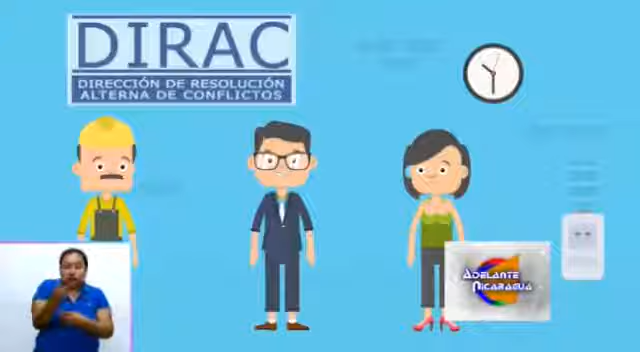 DIRAC
DIRECCIÓN DE RESOLUCIÓN
ALTERNA DE CONFLICTOS
ADELANTE
NICARAGUA